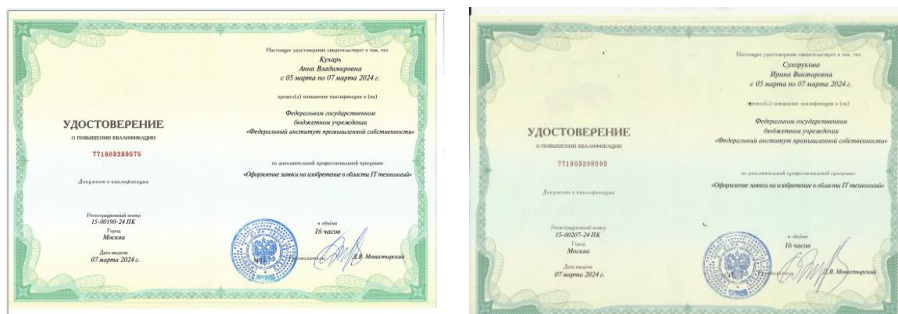 УДОСТОВЕРЕНИЕ
О ПОВЫШЕНИИ КВАЛИФИКАЦИИ
771803289575
Документ о квалификации
Регистрационный номер
15-00190-24 ПК
Город
Москва
Дата выдачи
07 марта 2024 г.
Настоящее удостоверение свидетельствует о том, что
Кухарь
Анна Владимировна
с 05 марта по 07 марта 2024 г.
прошел(а) повышение квалификации в (на)
Федеральном государственном
бюджетном учреждении
«Федеральный институт промышленной собственности»
по дополнительной профессиональной программе
«Оформление заявки на изобретение в области IT технологий»
в объёме
16 часов
Руководитель
Д.В. Монастырский
УДОСТОВЕРЕНИЕ
О ПОВЫШЕНИИ КВАЛИФИКАЦИИ
Документ о квалификации
Регистрационный номер
15-00207-24 ПК
Город
Москва
Дата выдачи
07 марта 2024 г.
Настоящее удостоверение свидетельствует о том, что
Сухорукова
Ирина Викторовна
с 05 марта по 07 марта 2024 г.
прошел(а) повышение квалификации в (на)
Федеральном государственном
бюджетном учреждении
«Федеральный институт промышленной собственности»
по дополнительной профессиональной программе
«Оформление заявки на изобретение в области IT технологий»
в объёме
16 часов
Д.В. Монастырский